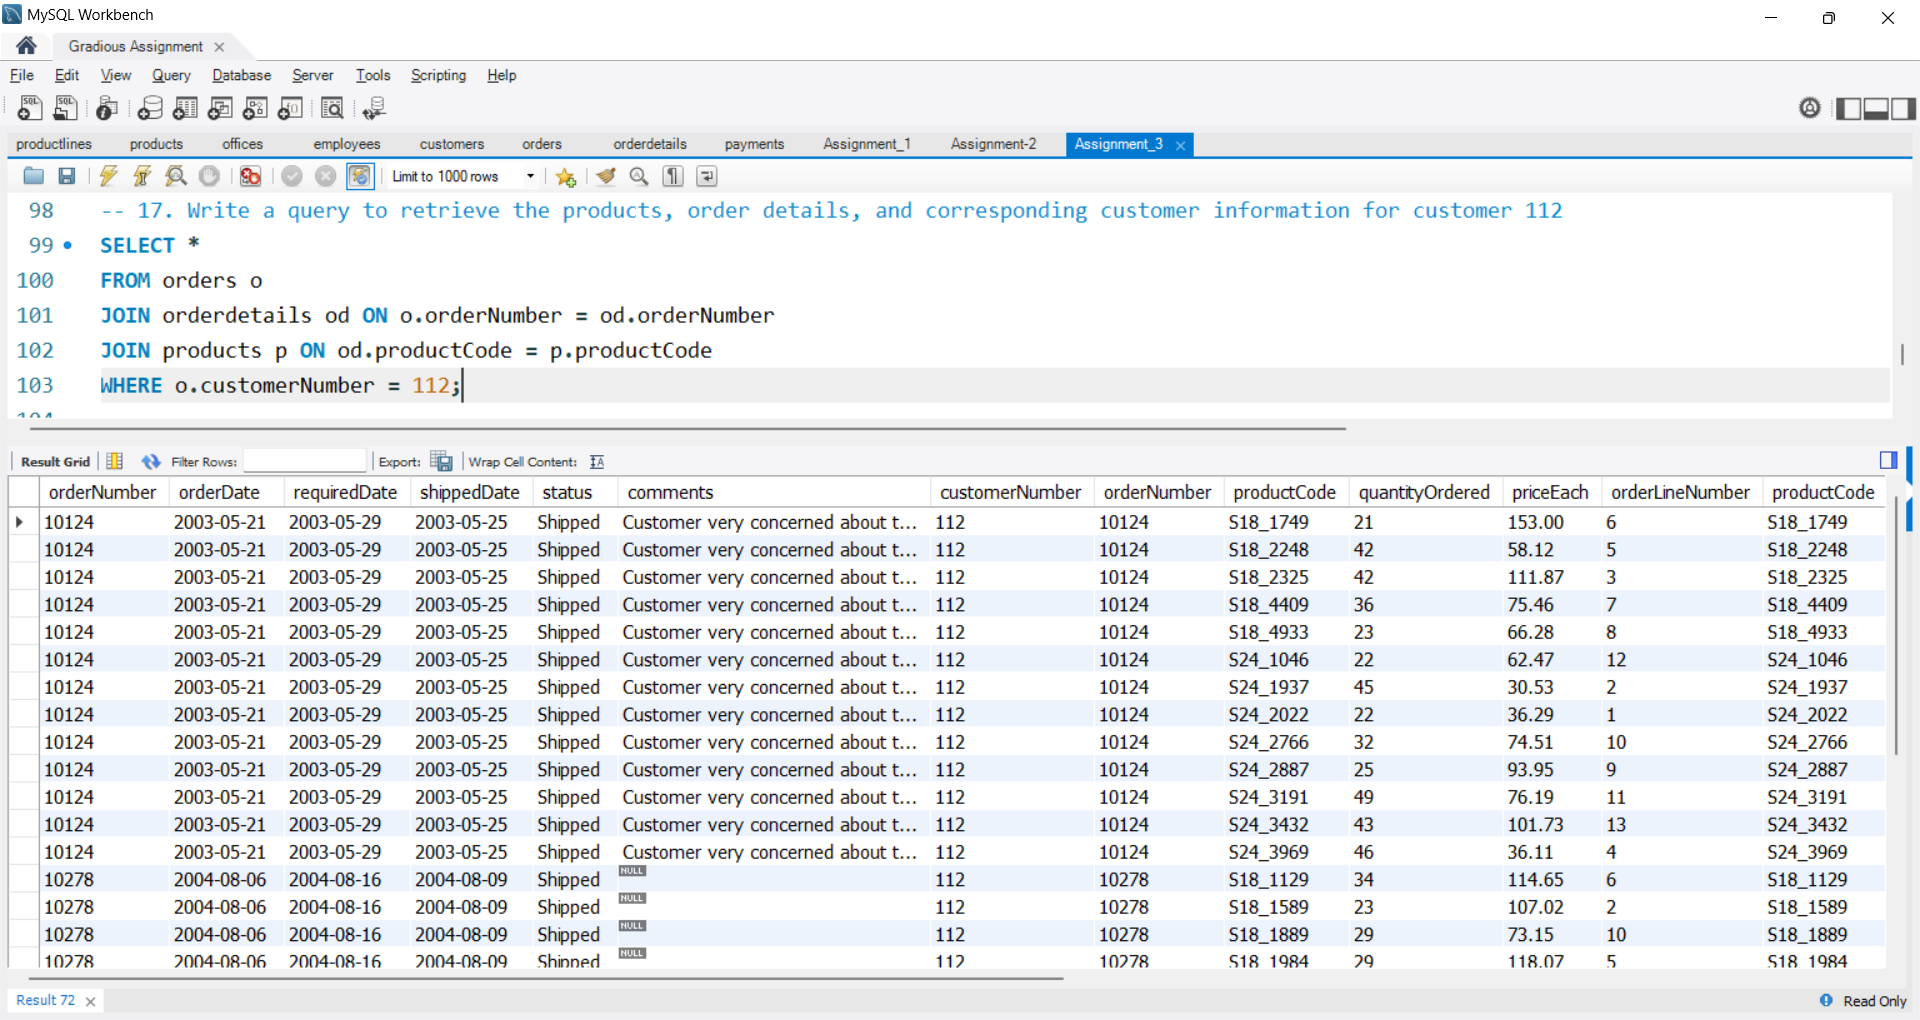 MySQL Workbench
Gradious Assignment
File Edit View Query Database Server Tools Scripting Help
productlines products offices employees customers orders orderdetails payments Assignment_1 Assignment-2 Assignment_3
Limit to 1000 rows
98 -- 17. Write a query to retrieve the products, order details, and corresponding customer information for customer 112
99 SELECT *
100 FROM orders o
101 JOIN orderdetails od ON o.orderNumber = od.orderNumber
102 JOIN products p ON od.productCode = p.productCode
103 WHERE o.customerNumber = 112;
104
Result Grid Filter Rows: Export: Wrap Cell Content:
orderNumber orderDate requiredDate shippedDate status comments customerNumber orderNumber productCode quantityOrdered priceEach orderLineNumber productCode
10124 2003-05-21 2003-05-29 2003-05-25 Shipped Customer very concerned about t... 112 10124 S18_1749 21 153.00 6 S18_1749
10124 2003-05-21 2003-05-29 2003-05-25 Shipped Customer very concerned about t... 112 10124 S18_2248 42 58.12 5 S18_2248
10124 2003-05-21 2003-05-29 2003-05-25 Shipped Customer very concerned about t... 112 10124 S18_2325 42 111.87 3 S18_2325
10124 2003-05-21 2003-05-29 2003-05-25 Shipped Customer very concerned about t... 112 10124 S18_4409 36 75.46 7 S18_4409
10124 2003-05-21 2003-05-29 2003-05-25 Shipped Customer very concerned about t... 112 10124 S18_4933 23 66.28 8 S18_4933
10124 2003-05-21 2003-05-29 2003-05-25 Shipped Customer very concerned about t... 112 10124 S24_1046 22 62.47 12 S24_1046
10124 2003-05-21 2003-05-29 2003-05-25 Shipped Customer very concerned about t... 112 10124 S24_1937 45 30.53 2 S24_1937
10124 2003-05-21 2003-05-29 2003-05-25 Shipped Customer very concerned about t... 112 10124 S24_2022 22 36.29 1 S24_2022
10124 2003-05-21 2003-05-29 2003-05-25 Shipped Customer very concerned about t... 112 10124 S24_2766 32 74.51 10 S24_2766
10124 2003-05-21 2003-05-29 2003-05-25 Shipped Customer very concerned about t... 112 10124 S24_2887 25 93.95 9 S24_2887
10124 2003-05-21 2003-05-29 2003-05-25 Shipped Customer very concerned about t... 112 10124 S24_3191 49 76.19 11 S24_3191
10124 2003-05-21 2003-05-29 2003-05-25 Shipped Customer very concerned about t... 112 10124 S24_3432 43 101.73 13 S24_3432
10124 2003-05-21 2003-05-29 2003-05-25 Shipped Customer very concerned about t... 112 10124 S24_3969 46 36.11 4 S24_3969
10278 2004-08-06 2004-08-16 2004-08-09 Shipped NULL 112 10278 S18_1129 34 114.65 6 S18_1129
10278 2004-08-06 2004-08-16 2004-08-09 Shipped NULL 112 10278 S18_1589 23 107.02 2 S18_1589
10278 2004-08-06 2004-08-16 2004-08-09 Shipped NULL 112 10278 S18_1889 29 73.15 10 S18_1889
10278 2004-08-06 2004-08-16 2004-08-09 Shipped NULL 112 10278 S18_1984 29 118.07 5 S18_1984
Result 72 Read Only